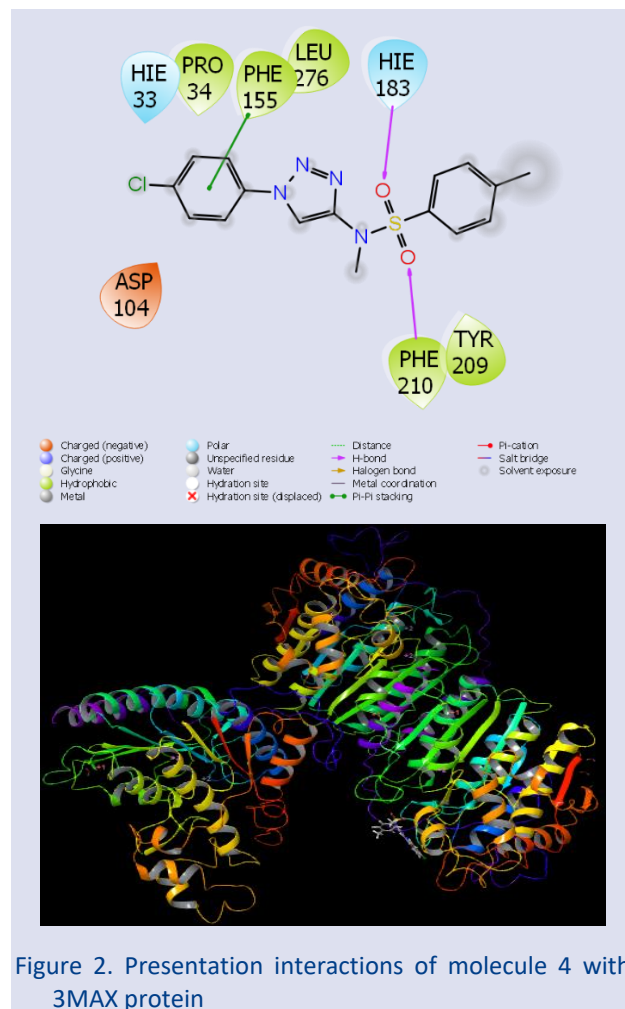 HIE 33
PRO 34
PHE 155
LEU 276
HIE 183
Cl
N
N
N
N
S
O
O
ASP 104
PHE 210
TYR 209
Charged (negative)
Charged (positive)
Glycine
Hydrophobic
Metal
Polar
Unspecified residue
Water
Hydration site
Hydration site (displaced)
Distance
H-bond
Halogen bond
Metal coordination
Pi-Pi stacking
Pi-cation
Salt bridge
Solvent exposure
Figure 2. Presentation interactions of molecule 4 with
3MAX protein